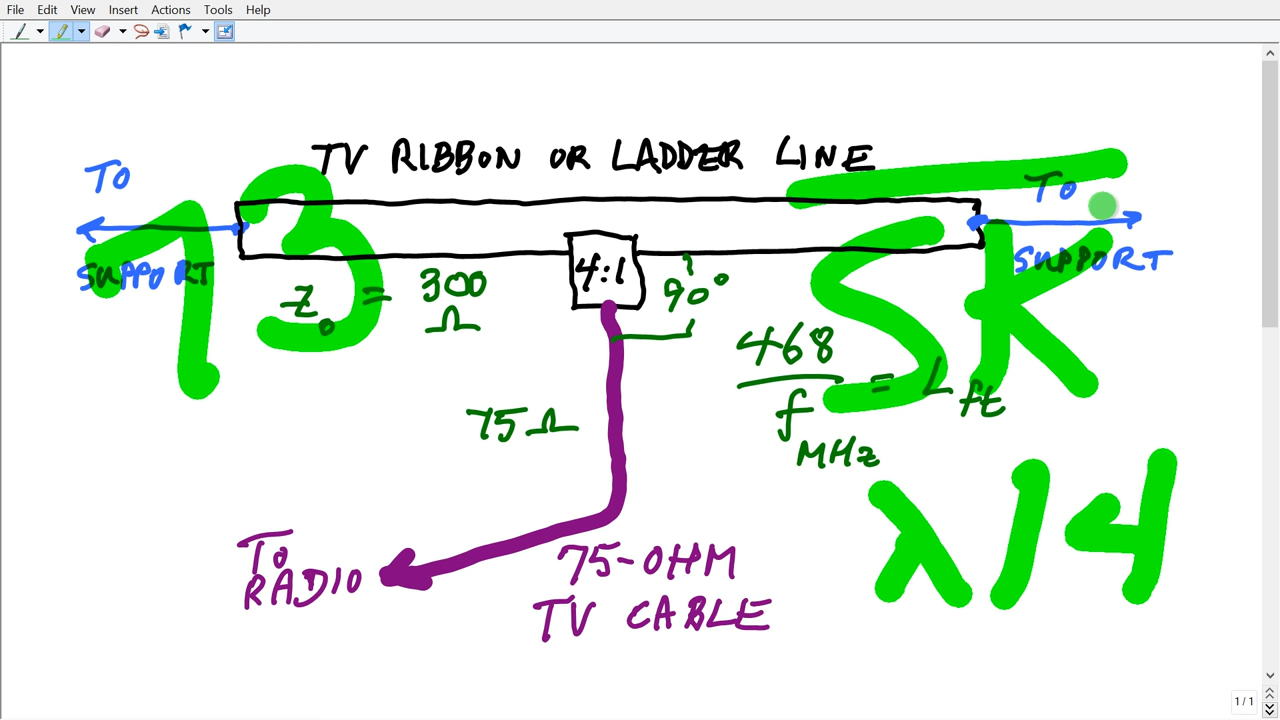 File Edit View Insert Actions Tools Help
TV RIBBON OR LADDER LINE
TO
SUPPORT
TO
SUPPORT
73
SK
4:1
Z₀ = 300
Ω
90°
468
f
MHz
= L ft
75Ω
λ/4
TO
RADIO
75-OHM
TV CABLE
1 / 1